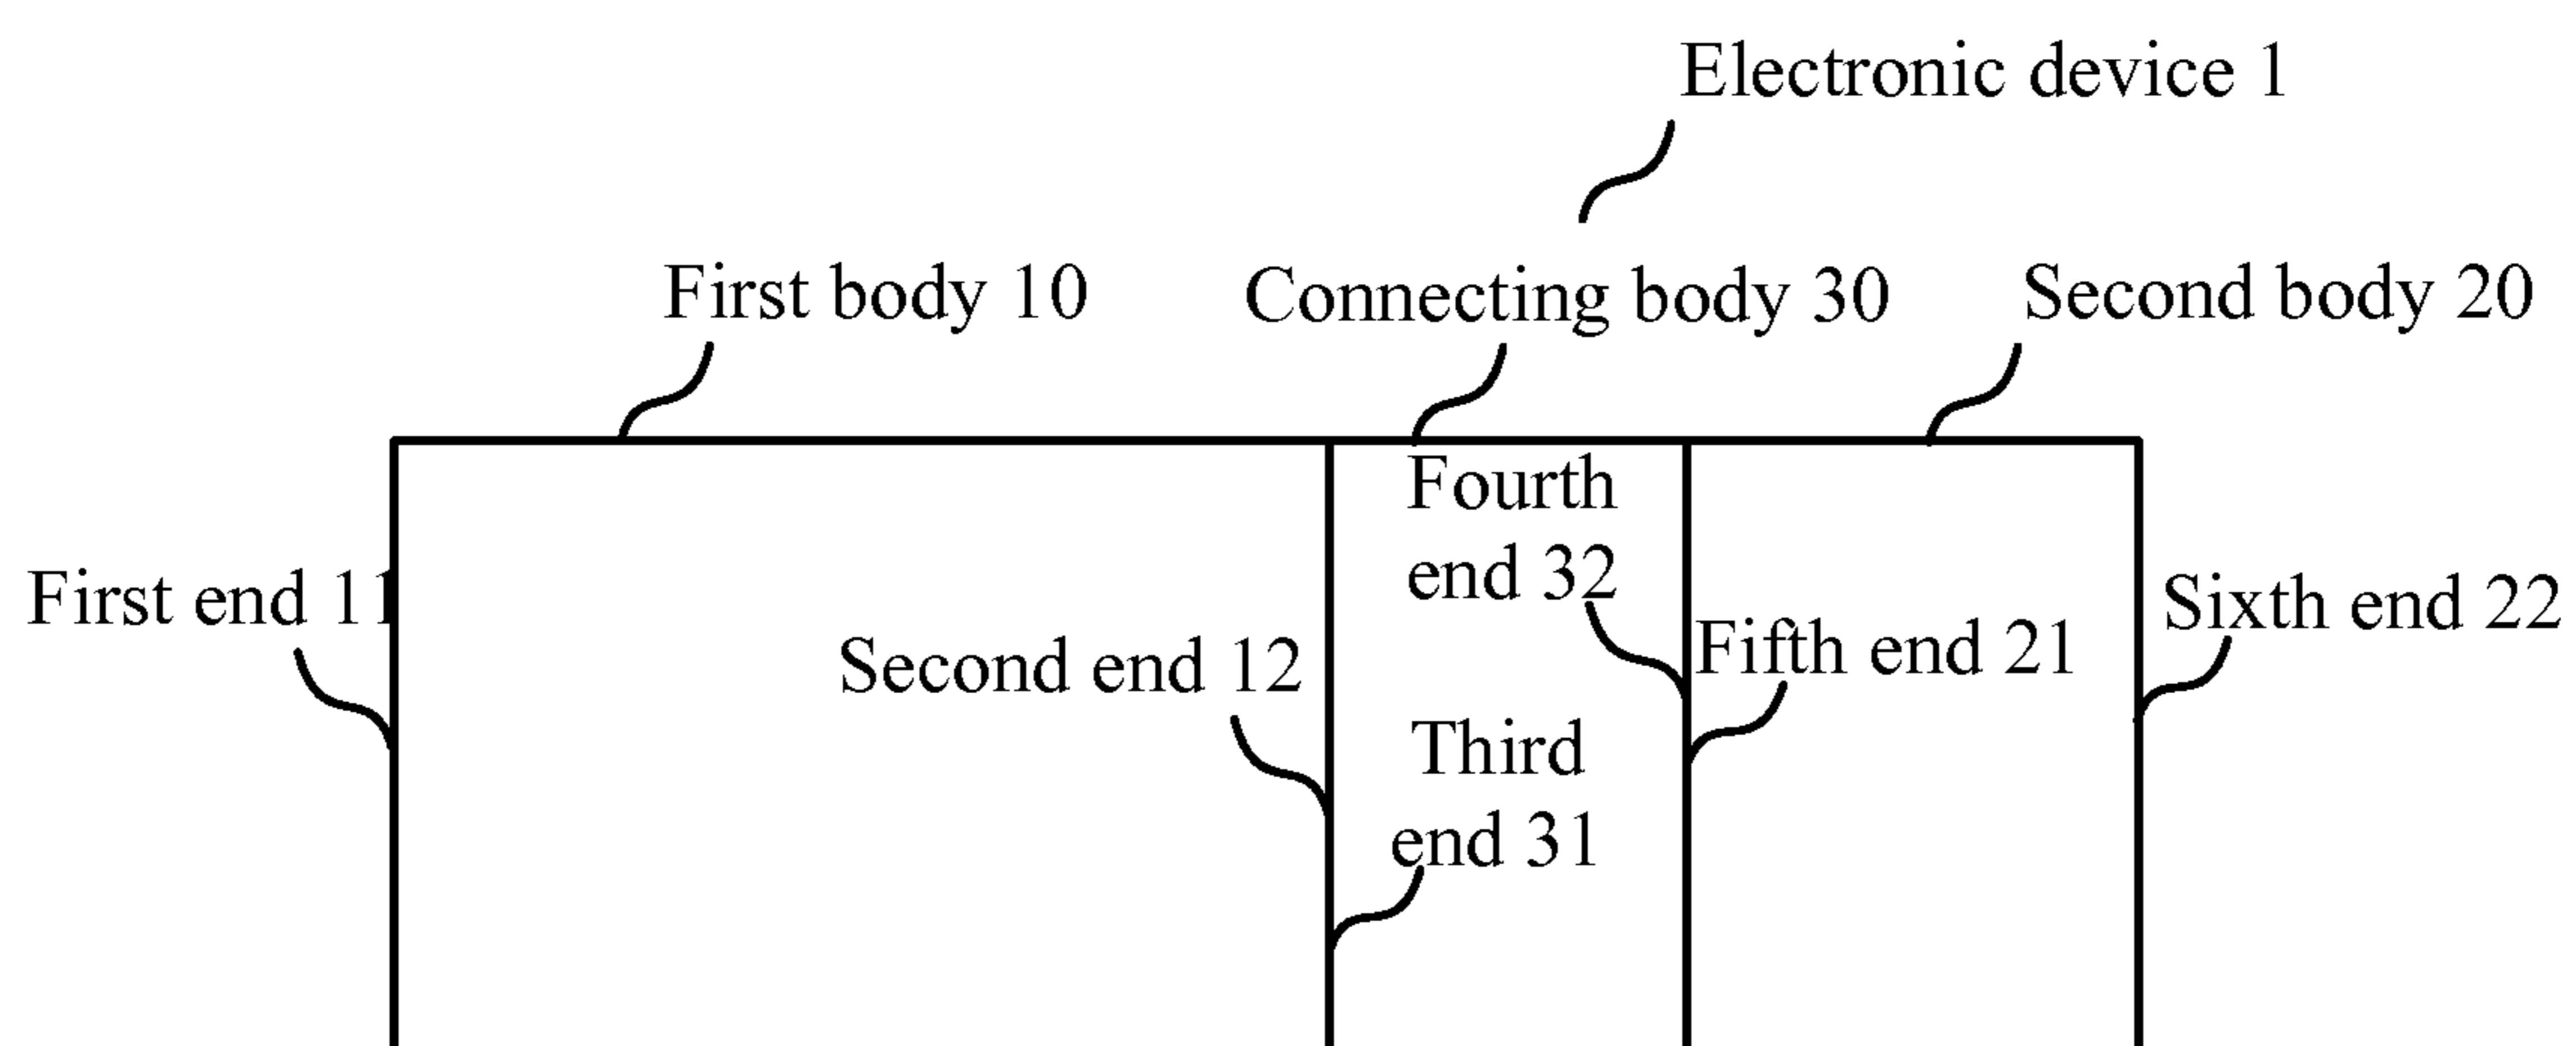 Electronic device 1
First body 10
Connecting body 30
Second body 20
Fourth
end 32
First end 11
Sixth end 22
Second end 12
Fifth end 21
Third
end 31